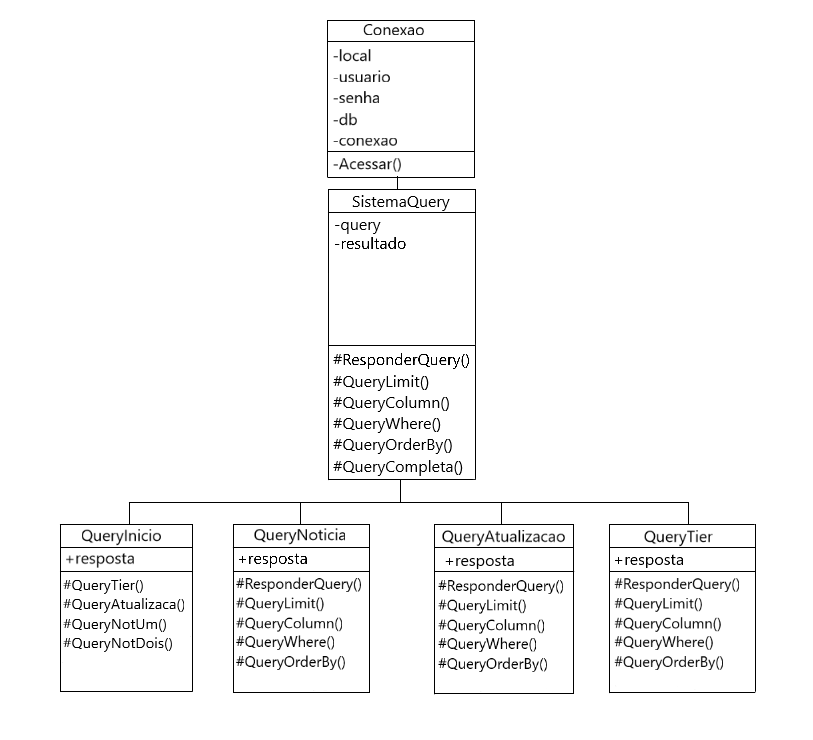 Conexao
-local
-usuario
-senha
-db
-conexao
-Acessar()
SistemaQuery
-query
-resultado
#ResponderQuery()
#QueryLimit()
#QueryColumn()
#QueryWhere()
#QueryOrderBy()
#QueryCompleta()
QueryInicio
+resposta
#QueryTier()
#QueryAtualizaca()
#QueryNotUm()
#QueryNotDois()
QueryNoticia
+resposta
#ResponderQuery()
#QueryLimit()
#QueryColumn()
#QueryWhere()
#QueryOrderBy()
QueryAtualizacao
+resposta
#ResponderQuery()
#QueryLimit()
#QueryColumn()
#QueryWhere()
#QueryOrderBy()
QueryTier
+resposta
#ResponderQuery()
#QueryLimit()
#QueryColumn()
#QueryWhere()
#QueryOrderBy()